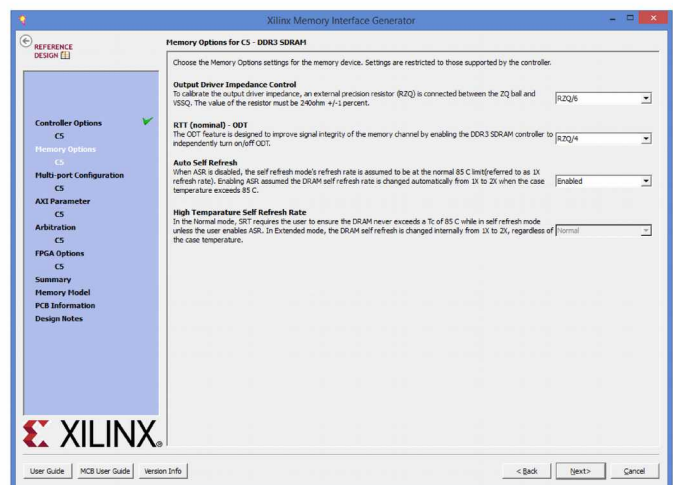 Xilinx Memory Interface Generator
REFERENCE
DESIGN
Controller Options
C5
Memory Options
C5
Multi-port Configuration
C5
AXI Parameter
C5
Arbitration
C5
FPGA Options
C5
Summary
Memory Model
PCB Information
Design Notes
XILINX®
Memory Options for C5 - DDR3 SDRAM
Choose the Memory Options settings for the memory device. Settings are restricted to those supported by the controller.
Output Driver Impedance Control
To calibrate the output driver impedance, an external precision resistor (RZQ) is connected between the ZQ ball and
VSSQ. The value of the resistor must be 240ohm +/-1 percent.
RZQ/6
RTT (nominal) - ODT
The ODT feature is designed to improve signal integrity of the memory channel by enabling the DDR3 SDRAM controller to
independently turn on/off ODT.
RZQ/4
Auto Self Refresh
When ASR is disabled, the self refresh mode's refresh rate is assumed to be at the normal 85 C limit(referred to as 1X
refresh rate). Enabling ASR assumed the DRAM self refresh rate is changed automatically from 1X to 2X when the case
temperature exceeds 85 C.
Enabled
High Temparature Self Refresh Rate
In the Normal mode, SRT requires the user to ensure the DRAM never exceeds a Tc of 85 C while in self refresh mode
unless the user enables ASR. In Extended mode, the DRAM self refresh is changed internally from 1X to 2X, regardless of
the case temperature.
Normal
User Guide
MCB User Guide
Version Info
< Back
Next>
Cancel